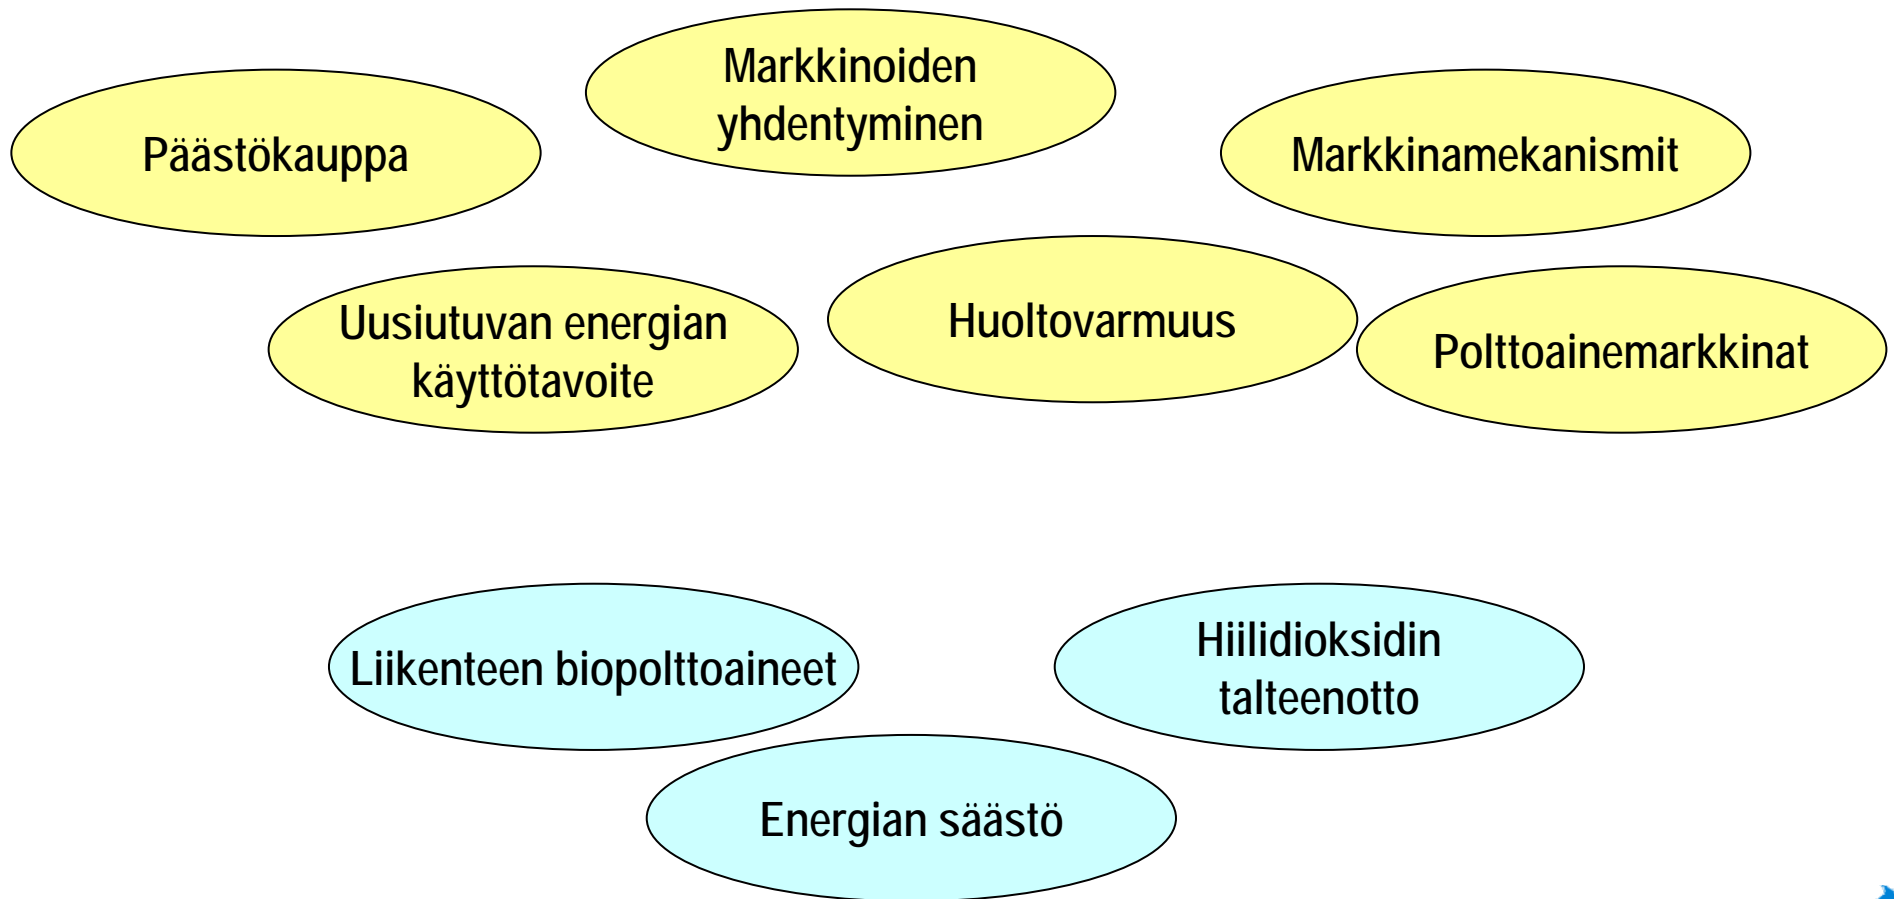 Markkinoiden
yhdentyminen
Päästökauppa
Markkinamekanismit
Uusiutuvan energian
käyttötavoite
Huoltovarmuus
Polttoainemarkkinat
Liikenteen biopolttoaineet
Hiilidioksidin
talteenotto
Energian säästö